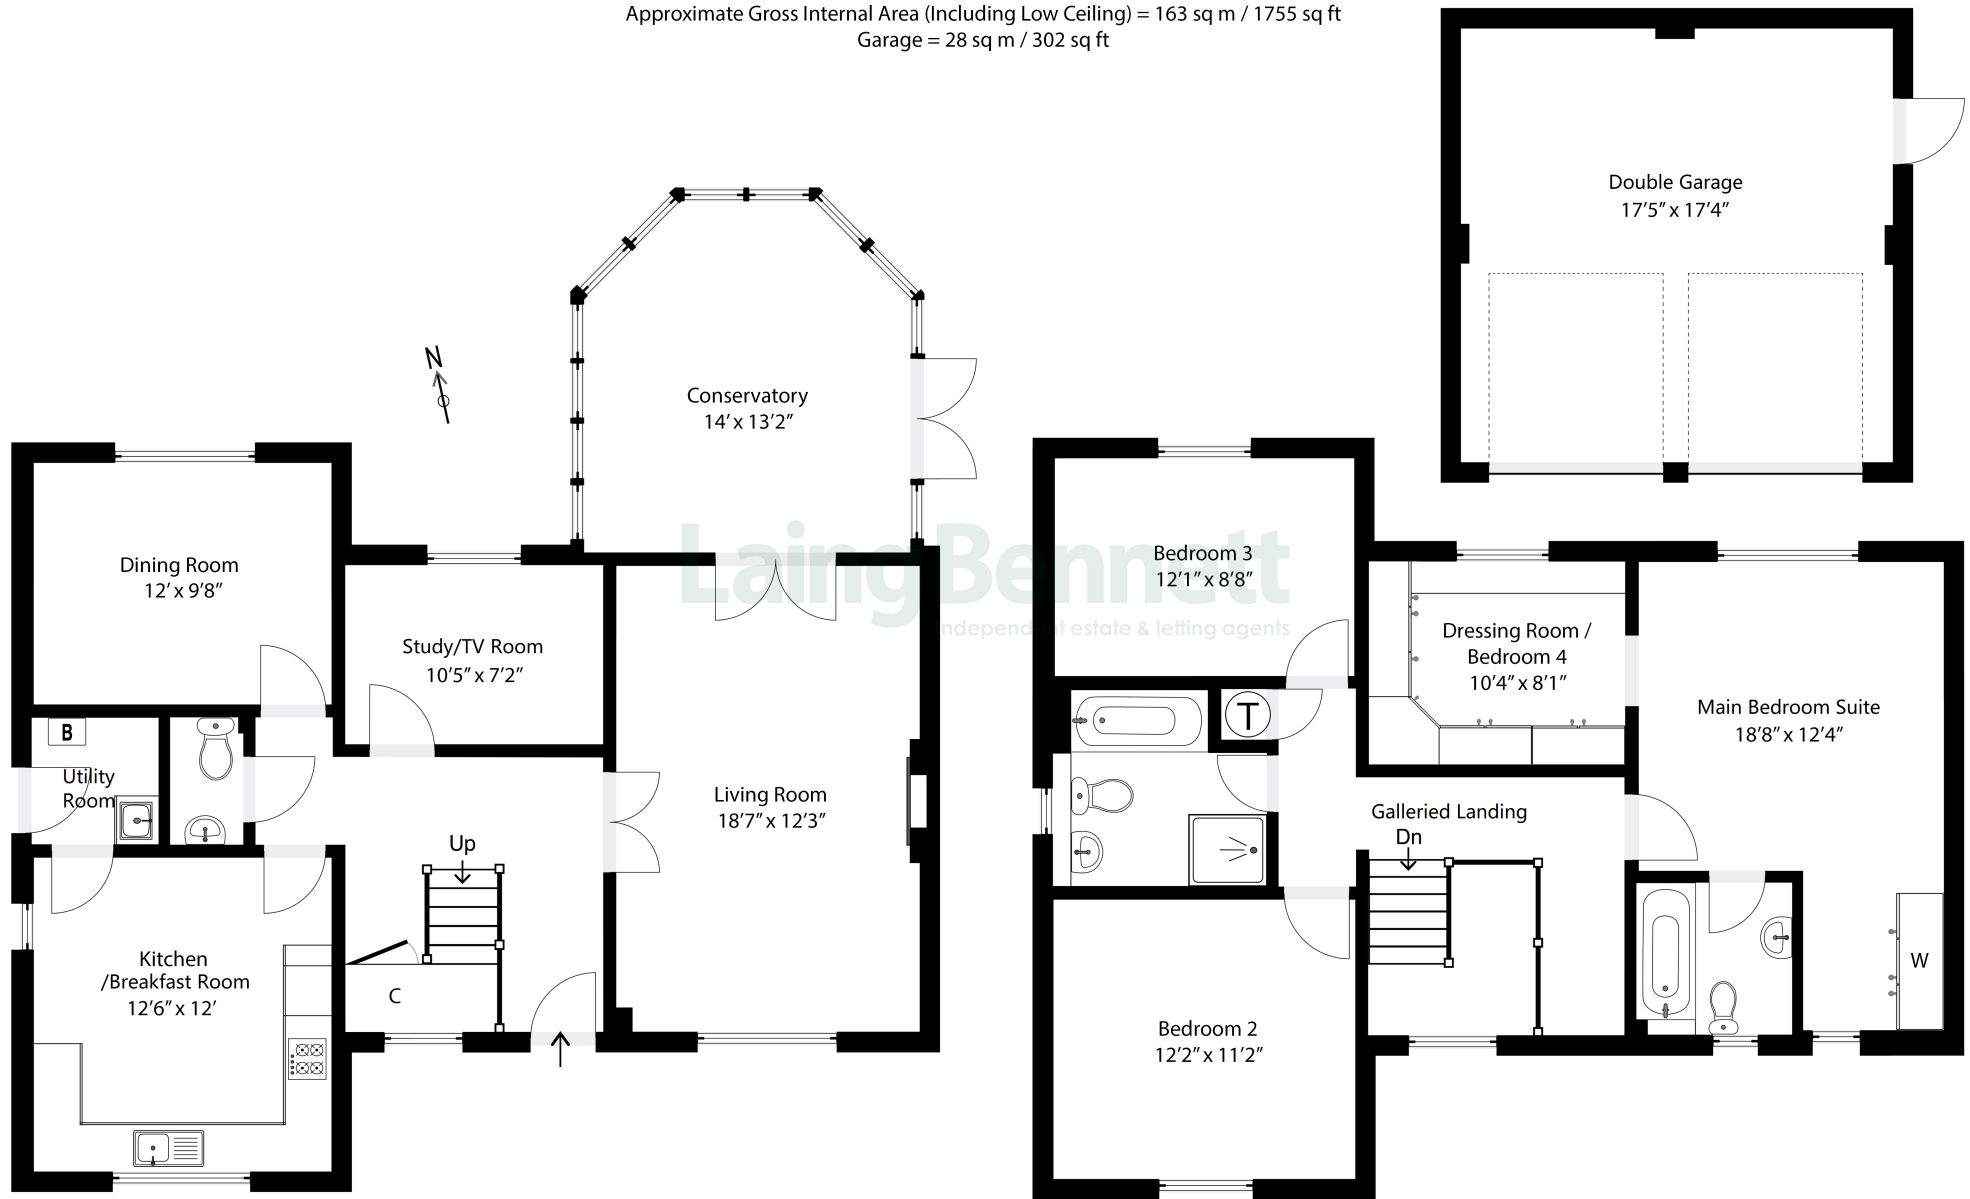 Approximate Gross Internal Area (Including Low Ceiling) = 163 sq m / 1755 sq ft
Garage = 28 sq m / 302 sq ft
Double Garage
17’5” x 17’4”
N
Conservatory
14’ x 13’2”
LaingBennett
independent estate & letting agents
Dining Room
12’ x 9’8”
Study/TV Room
10’5” x 7’2”
B
Utility
Room
Living Room
18’7” x 12’3”
Up
Kitchen
/Breakfast Room
12’6” x 12’
C
Bedroom 3
12’1” x 8’8”
Dressing Room /
Bedroom 4
10’4” x 8’1”
T
Main Bedroom Suite
18’8” x 12’4”
Galleried Landing
Dn
W
Bedroom 2
12’2” x 11’2”